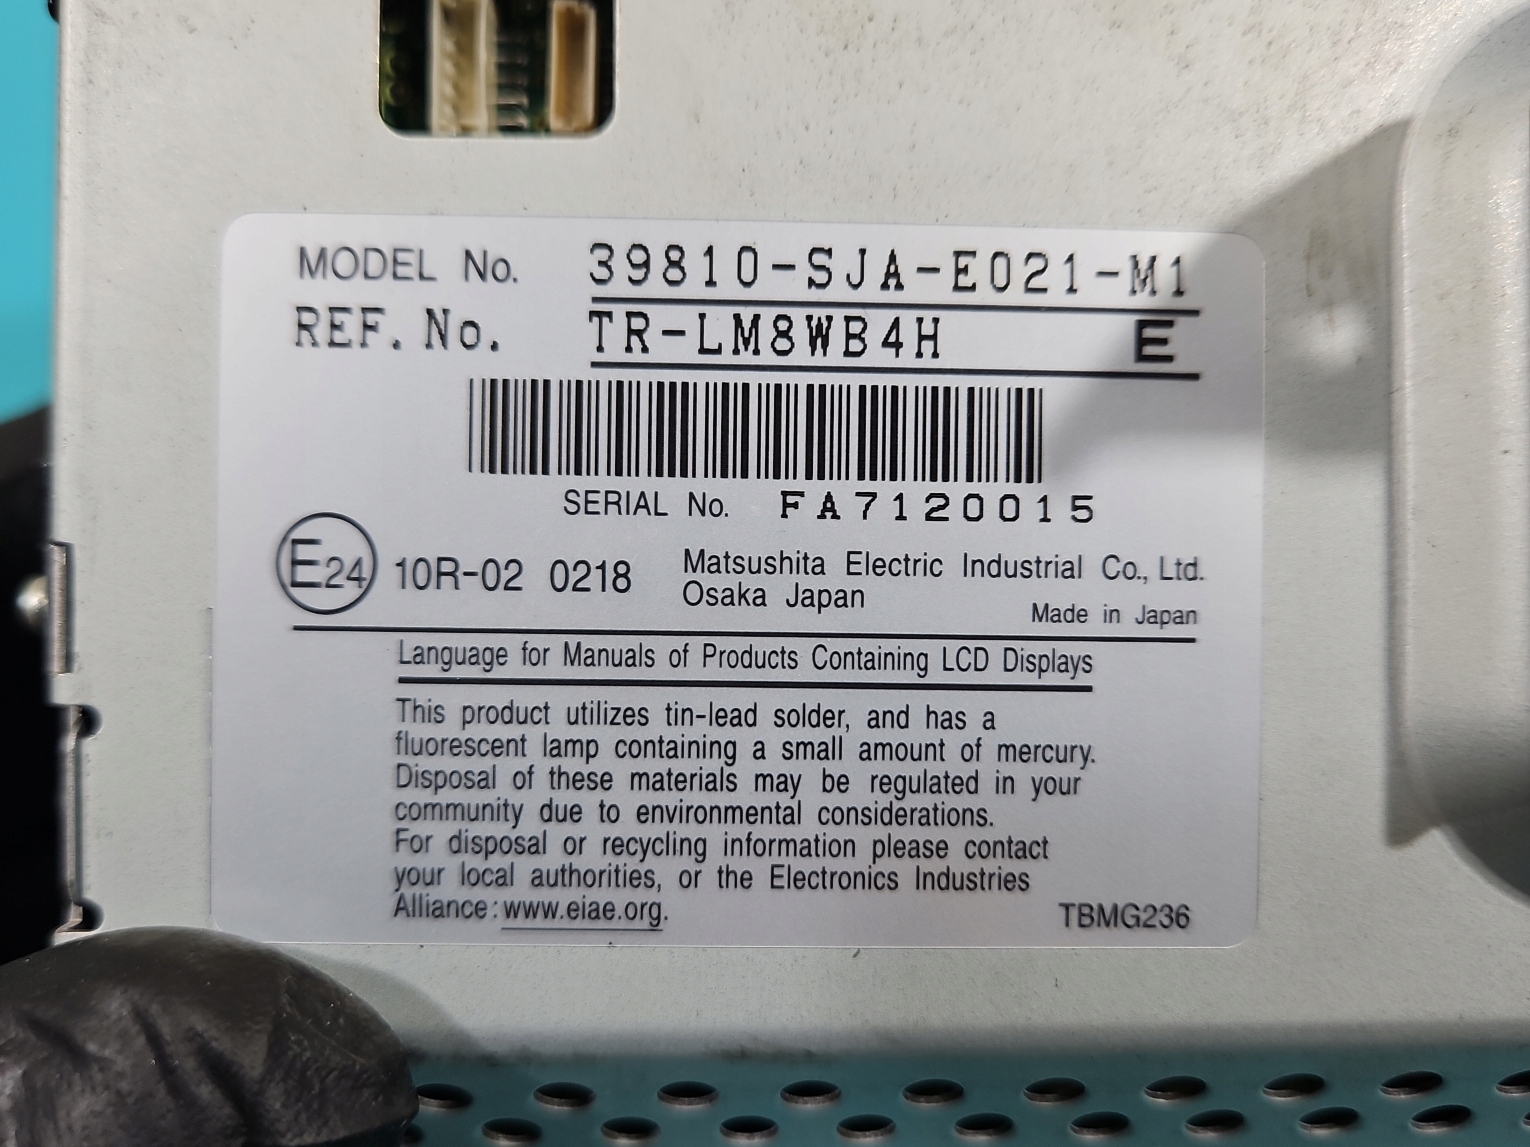 MODEL No. 39810-SJA-E021-M1
REF. No. TR-LM8WB4H E
SERIAL No. FA7120015
E24 10R-02 0218
Matsushita Electric Industrial Co., Ltd.
Osaka Japan
Made in Japan
Language for Manuals of Products Containing LCD Displays
This product utilizes tin-lead solder, and has a
fluorescent lamp containing a small amount of mercury.
Disposal of these materials may be regulated in your
community due to environmental considerations.
For disposal or recycling information please contact
your local authorities, or the Electronics Industries
Alliance: www.eiae.org.
TBMG236